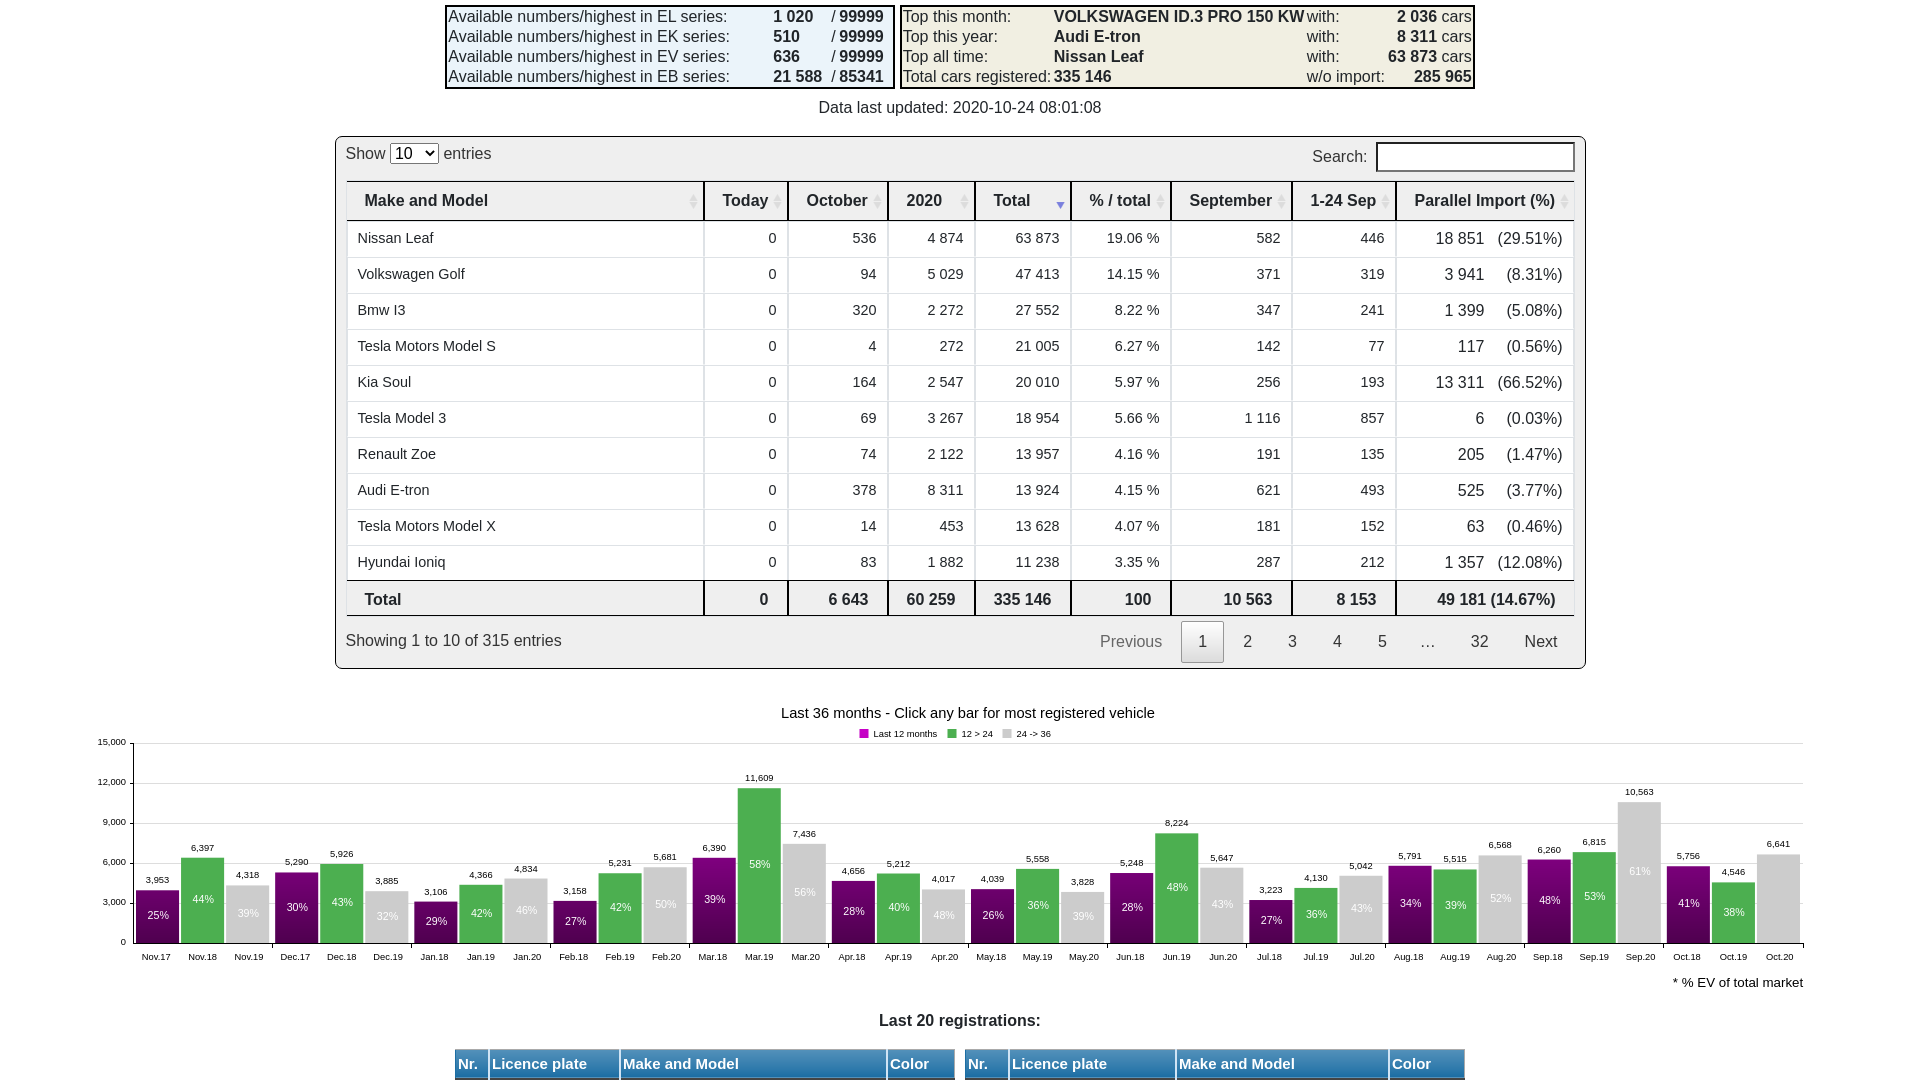 Available numbers/highest in EL series: 1 020 / 99999
Available numbers/highest in EK series: 510 / 99999
Available numbers/highest in EV series: 636 / 99999
Available numbers/highest in EB series: 21 588 / 85341
Top this month: VOLKSWAGEN ID.3 PRO 150 KW with: 2 036 cars
Top this year: Audi E-tron with: 8 311 cars
Top all time: Nissan Leaf with: 63 873 cars
Total cars registered: 335 146 w/o import: 285 965
Data last updated: 2020-10-24 08:01:08
Show 10 entries Search:
Make and Model Today October 2020 Total % / total September 1-24 Sep Parallel Import (%)
Nissan Leaf 0 536 4 874 63 873 19.06 % 582 446 18 851 (29.51%)
Volkswagen Golf 0 94 5 029 47 413 14.15 % 371 319 3 941 (8.31%)
Bmw I3 0 320 2 272 27 552 8.22 % 347 241 1 399 (5.08%)
Tesla Motors Model S 0 4 272 21 005 6.27 % 142 77 117 (0.56%)
Kia Soul 0 164 2 547 20 010 5.97 % 256 193 13 311 (66.52%)
Tesla Model 3 0 69 3 267 18 954 5.66 % 1 116 857 6 (0.03%)
Renault Zoe 0 74 2 122 13 957 4.16 % 191 135 205 (1.47%)
Audi E-tron 0 378 8 311 13 924 4.15 % 621 493 525 (3.77%)
Tesla Motors Model X 0 14 453 13 628 4.07 % 181 152 63 (0.46%)
Hyundai Ioniq 0 83 1 882 11 238 3.35 % 287 212 1 357 (12.08%)
Total 0 6 643 60 259 335 146 100 10 563 8 153 49 181 (14.67%)
Showing 1 to 10 of 315 entries Previous 1 2 3 4 5 … 32 Next
Last 36 months - Click any bar for most registered vehicle
Last 12 months 12 > 24 24 -> 36
15,000
12,000
9,000
6,000
3,000
0
3,953 6,397 4,318 5,290 5,926 3,885 3,106 4,366 4,834 3,158 5,231 5,681 6,390 11,609 7,436 4,656 5,212 4,017 4,039 5,558 3,828 5,248 8,224 5,647 3,223 4,130 5,042 5,791 5,515 6,568 6,260 6,815 10,563 5,756 4,546 6,641
25% 44% 39% 30% 43% 32% 29% 42% 46% 27% 42% 50% 39% 58% 56% 28% 40% 48% 26% 36% 39% 28% 48% 43% 27% 36% 43% 34% 39% 52% 48% 53% 61% 41% 38%
Nov.17 Nov.18 Nov.19 Dec.17 Dec.18 Dec.19 Jan.18 Jan.19 Jan.20 Feb.18 Feb.19 Feb.20 Mar.18 Mar.19 Mar.20 Apr.18 Apr.19 Apr.20 May.18 May.19 May.20 Jun.18 Jun.19 Jun.20 Jul.18 Jul.19 Jul.20 Aug.18 Aug.19 Aug.20 Sep.18 Sep.19 Sep.20 Oct.18 Oct.19 Oct.20
* % EV of total market
Last 20 registrations:
Nr. Licence plate Make and Model Color Nr. Licence plate Make and Model Color